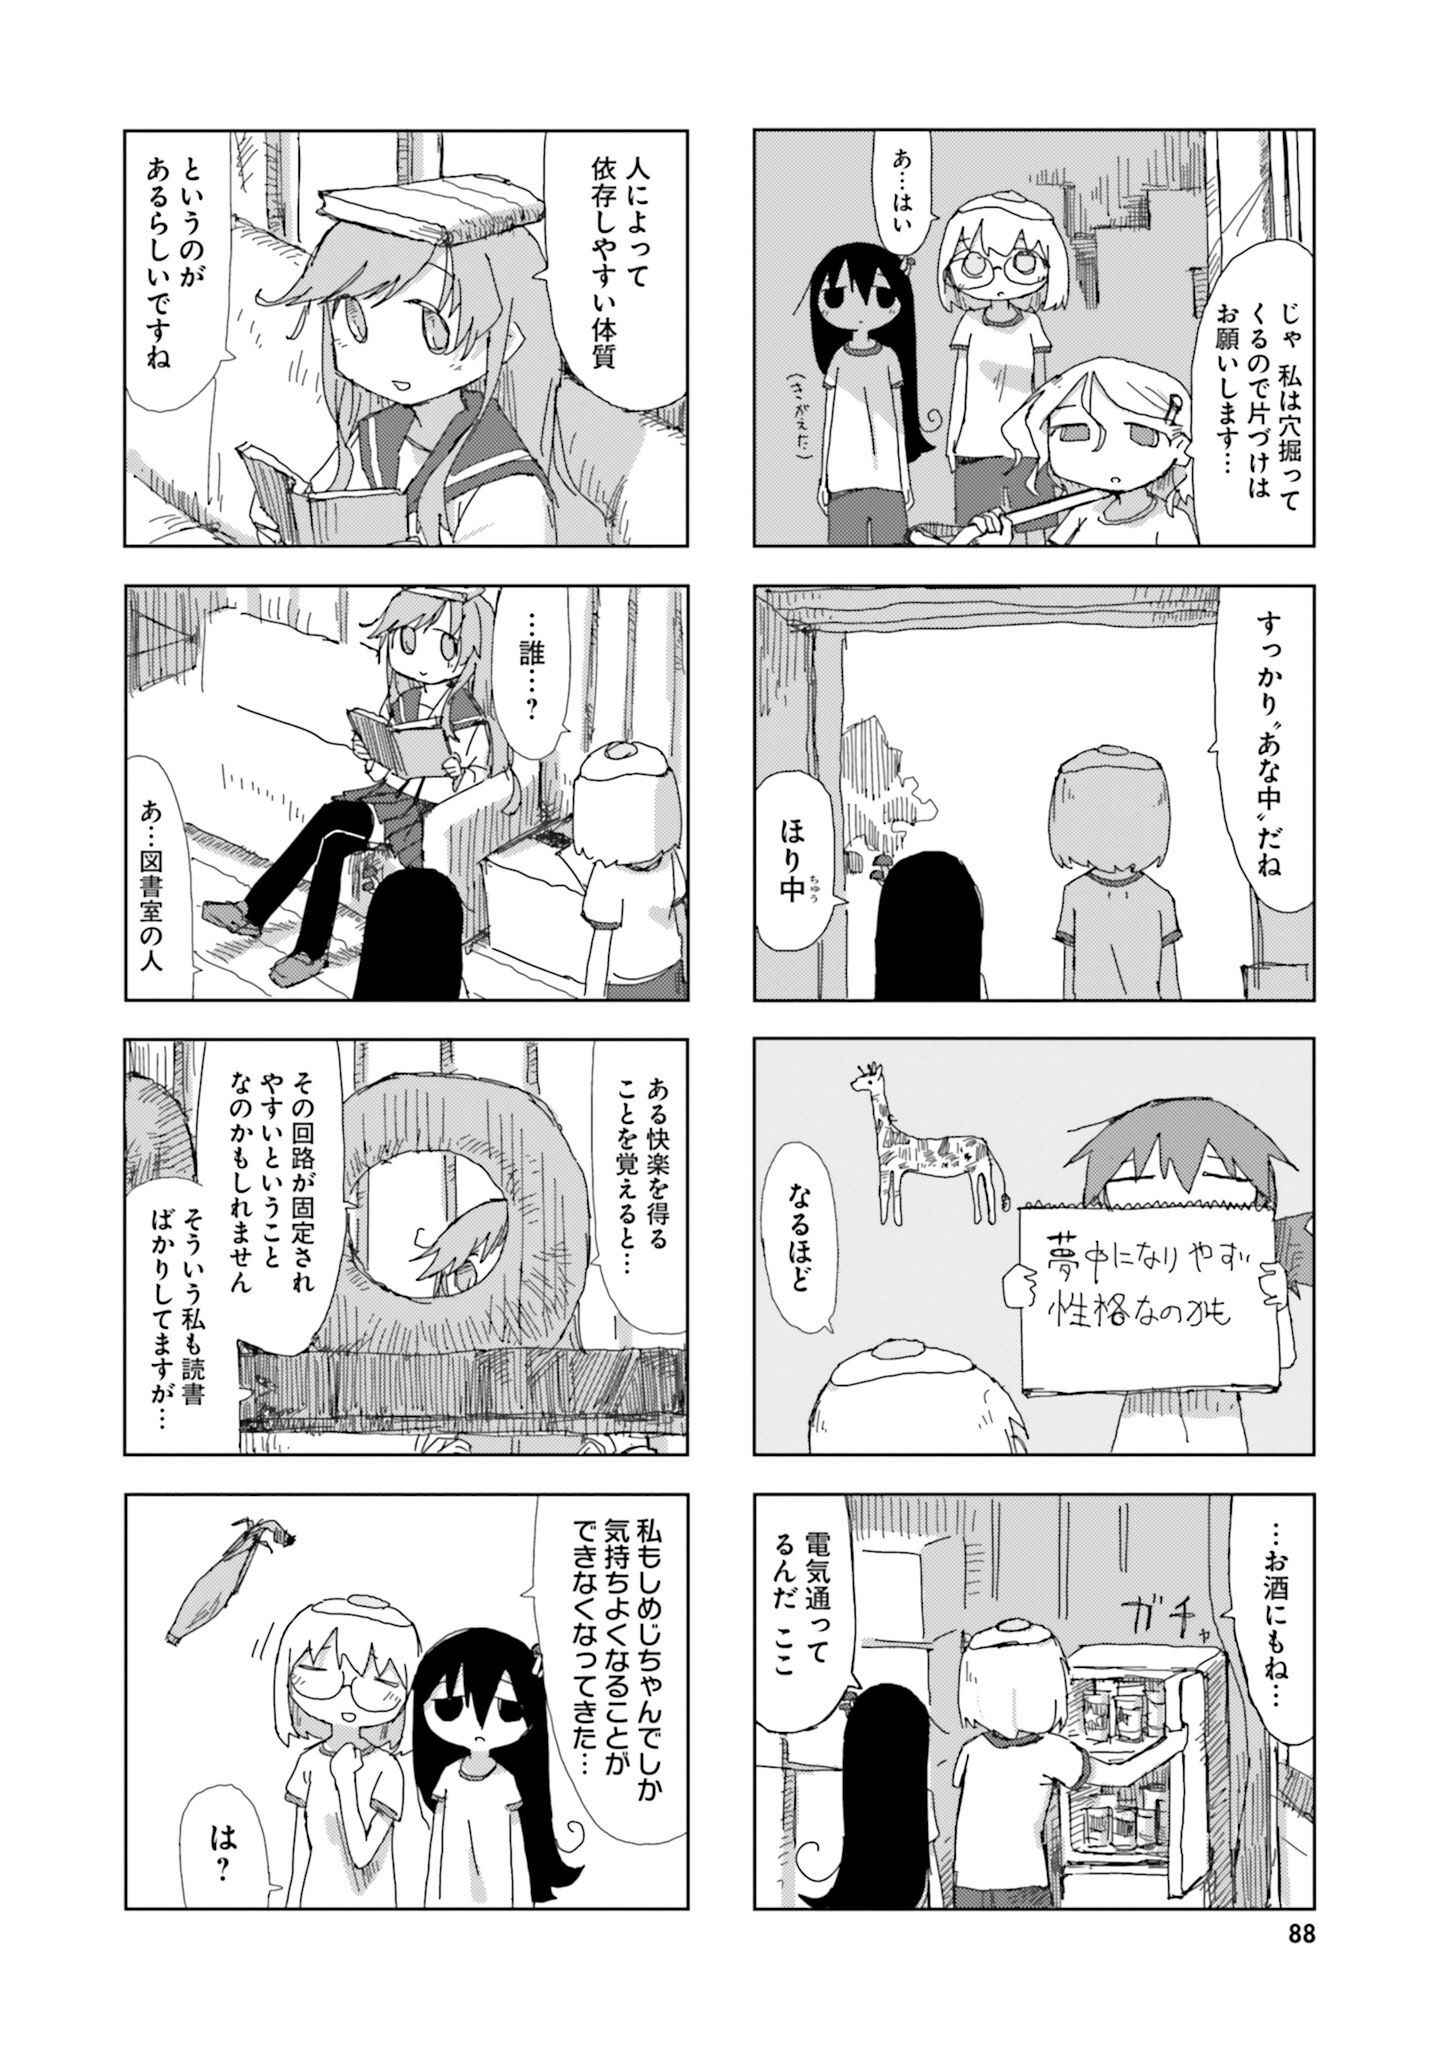 じゃ 私は穴掘って
くるので片づけは
お願いします…
あ…はい
（きがえた）
すっかり〝あな中〟だね
ほり中
ちゅう
夢中になりやすい
性格なのかも
なるほど
…お酒にもね…
ガチャ
電気通って
るんだ ここ
人によって
依存しやすい体質
というのが
あるらしいですね
…誰…？
あ…図書室の人
ある快楽を得る
ことを覚えると…
その回路が固定され
やすいということ
なのかもしれません
そういう私も読書
ばかりしてますが…
私もしめじちゃんでしか
気持ちよくなることが
できなくなってきた…
は？
88